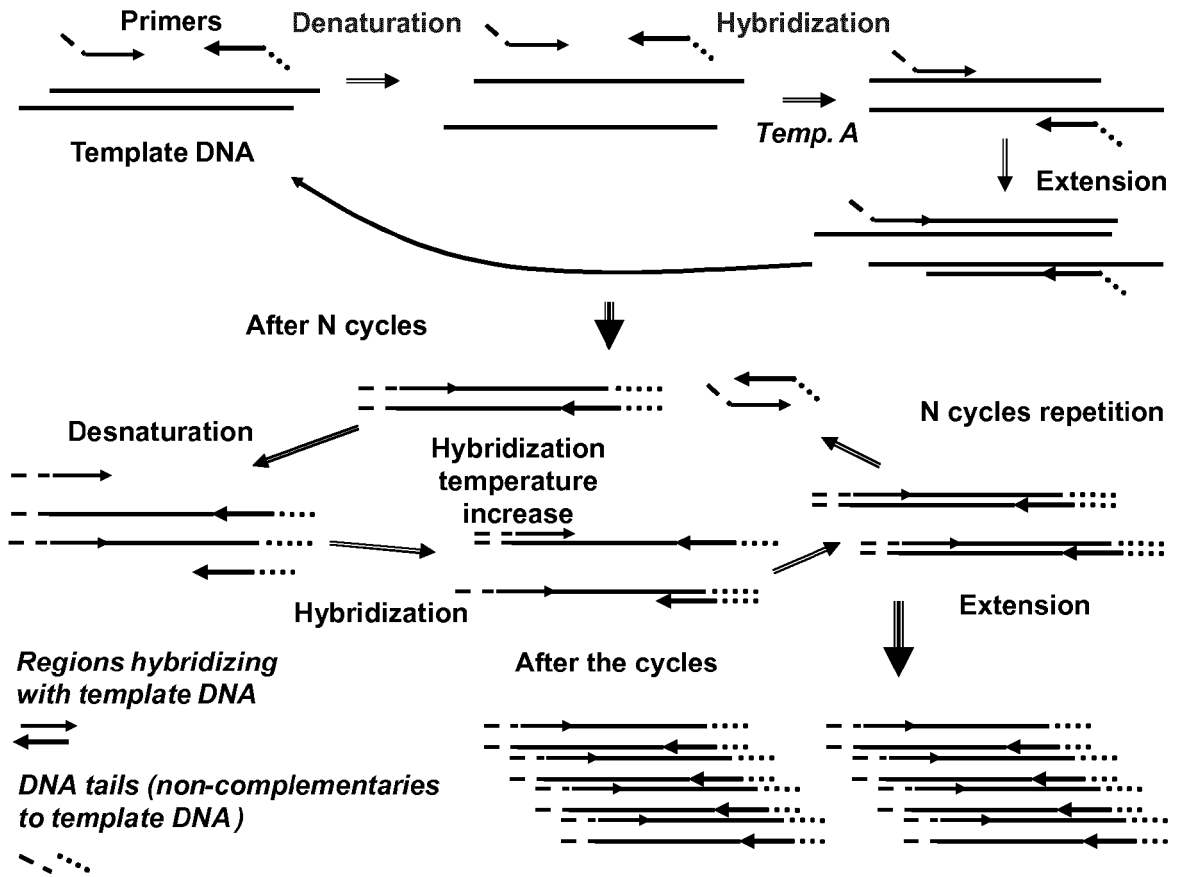 Primers
Denaturation
Hybridization
Temp. A
Template DNA
Extension
After N cycles
N cycles repetition
Desnaturation
Hybridization
temperature
increase
Hybridization
Extension
Regions hybridizing
with template DNA
After the cycles
DNA tails (non-complementaries
to template DNA)